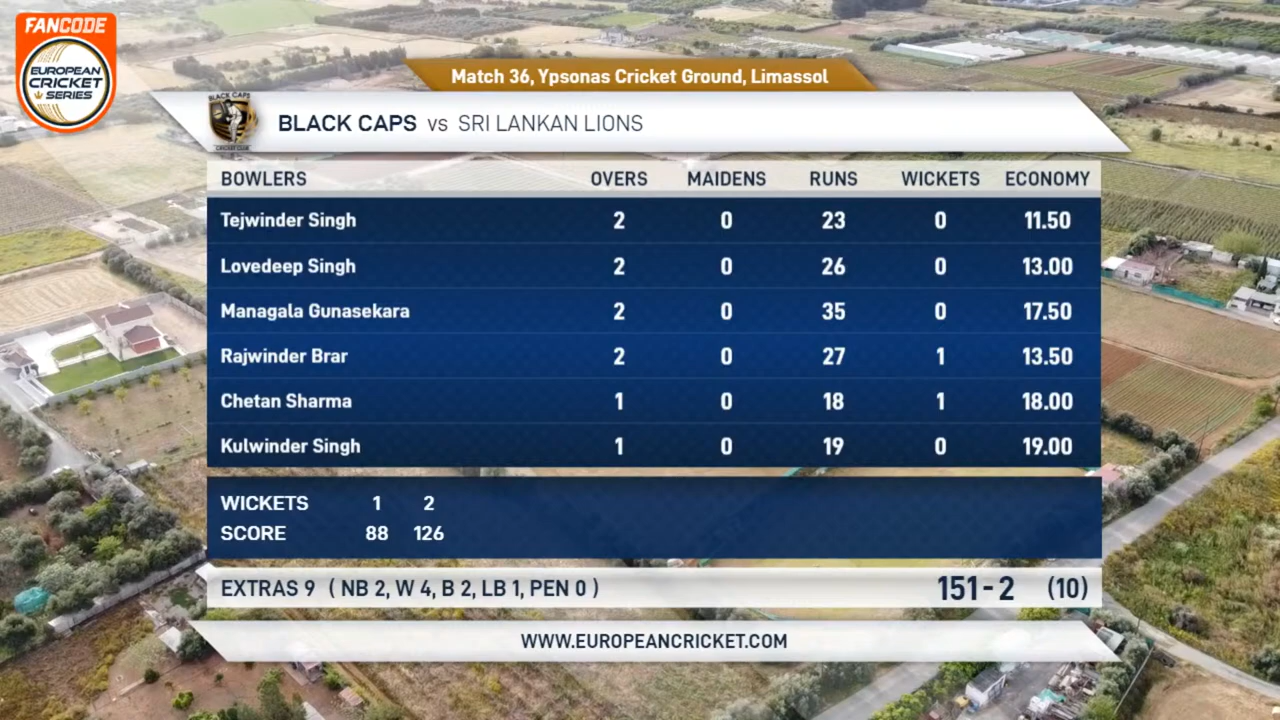 FANCODE
EUROPEAN
CRICKET
SERIES
Match 36, Ypsonas Cricket Ground, Limassol
BLACK CAPS
CRICKET CLUB
BLACK CAPS vs SRI LANKAN LIONS
BOWLERS OVERS MAIDENS RUNS WICKETS ECONOMY
Tejwinder Singh 2 0 23 0 11.50
Lovedeep Singh 2 0 26 0 13.00
Managala Gunasekara 2 0 35 0 17.50
Rajwinder Brar 2 0 27 1 13.50
Chetan Sharma 1 0 18 1 18.00
Kulwinder Singh 1 0 19 0 19.00
WICKETS 1 2
SCORE 88 126
EXTRAS 9 ( NB 2, W 4, B 2, LB 1, PEN 0 ) 151-2 (10)
WWW.EUROPEANCRICKET.COM